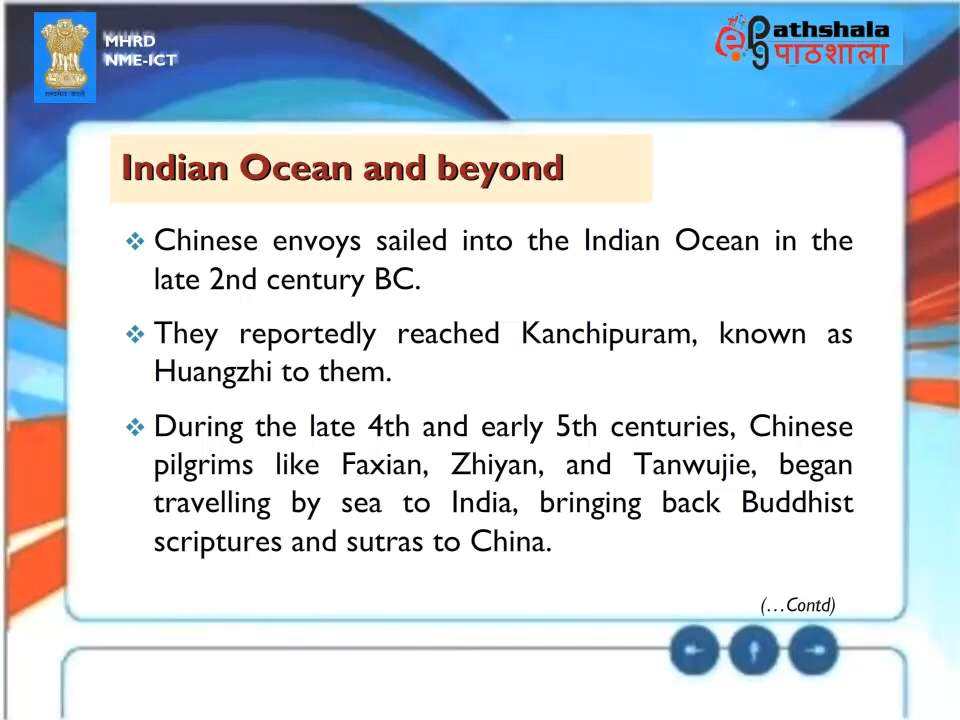 MHRD
NME-ICT
ePG Pathshala
पाठशाला
Indian Ocean and beyond
Chinese envoys sailed into the Indian Ocean in the
late 2nd century BC.
They reportedly reached Kanchipuram, known as
Huangzhi to them.
During the late 4th and early 5th centuries, Chinese
pilgrims like Faxian, Zhiyan, and Tanwujie, began
travelling by sea to India, bringing back Buddhist
scriptures and sutras to China.
(...Contd)